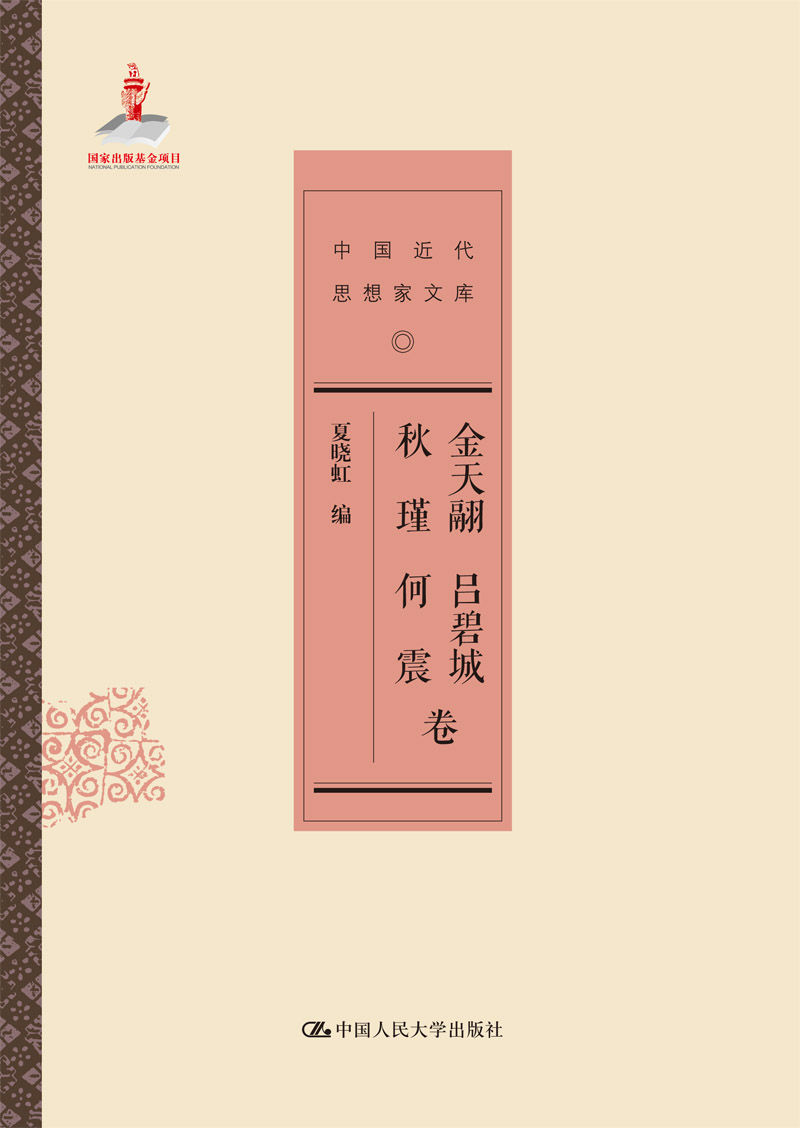 国家出版基金项目
NATIONAL PUBLICATION FOUNDATION
中国近代
思想家文库
金天翮 吕碧城
秋瑾 何震
卷
夏晓虹 编
中国人民大学出版社